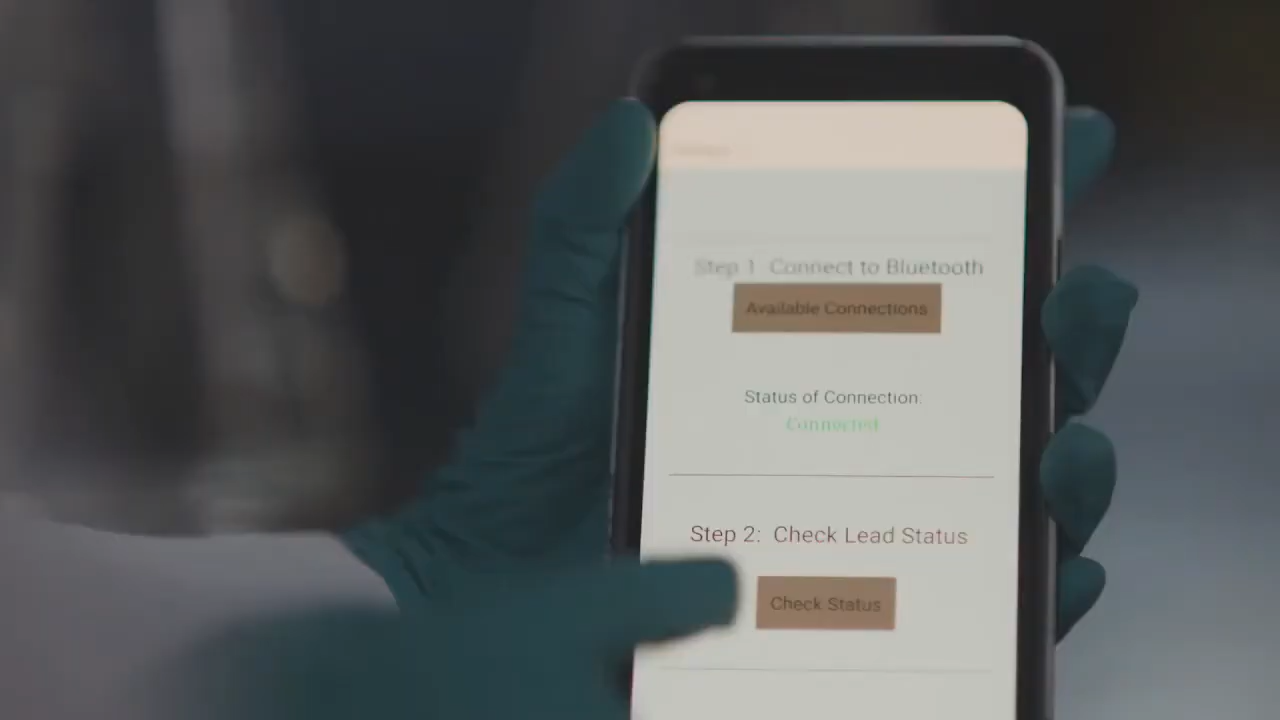 Step 1 Connect to Bluetooth
Available Connections
Status of Connection:
Connected
Step 2: Check Lead Status
Check Status